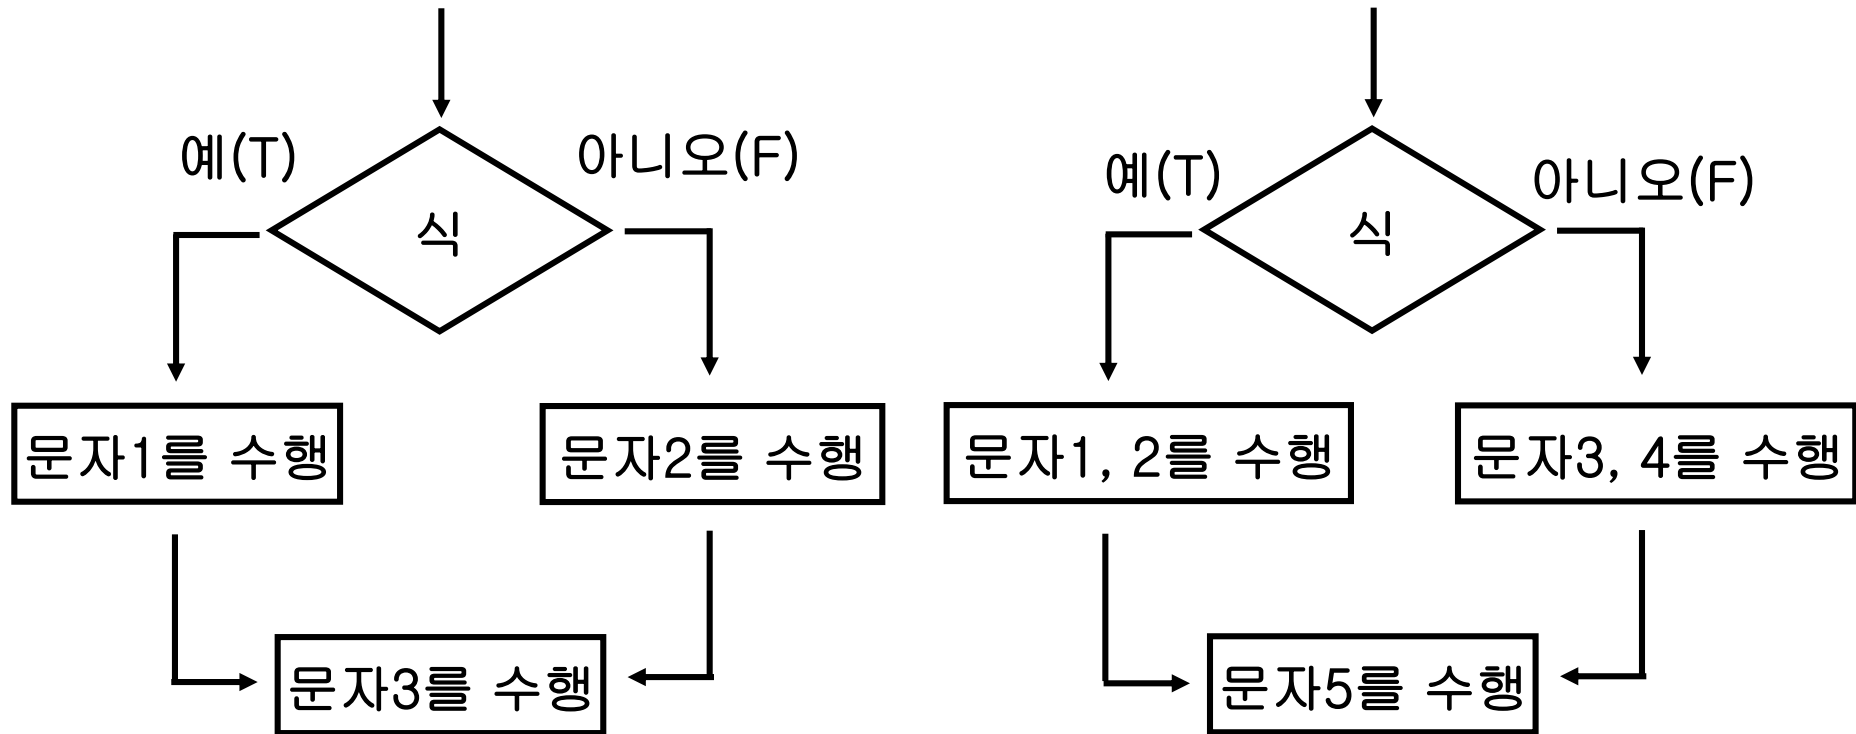 예(T)
아니오(F)
식
문자1를 수행
문자2를 수행
문자3를 수행
예(T)
아니오(F)
식
문자1, 2를 수행
문자3, 4를 수행
문자5를 수행